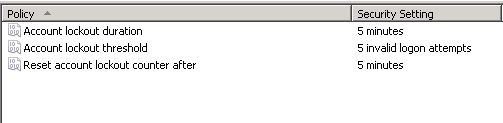 Policy Security Setting
Account lockout duration 5 minutes
Account lockout threshold 5 invalid logon attempts
Reset account lockout counter after 5 minutes